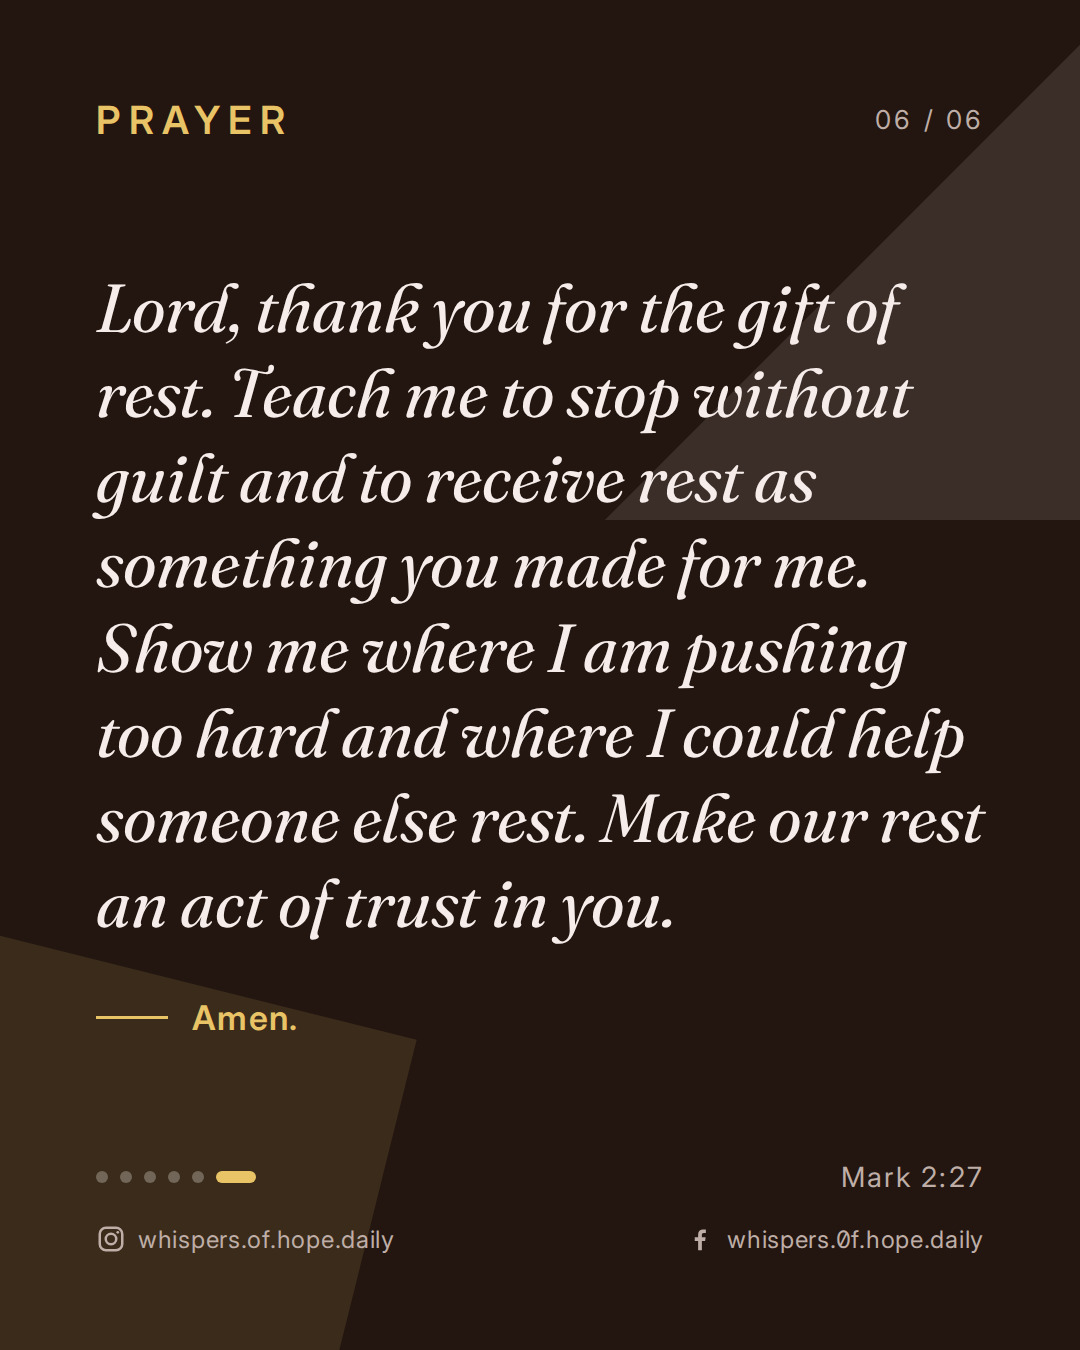 PRAYER
06 / 06
Lord, thank you for the gift of
rest. Teach me to stop without
guilt and to receive rest as
something you made for me.
Show me where I am pushing
too hard and where I could help
someone else rest. Make our rest
an act of trust in you.
Amen.
Mark 2:27
whispers.of.hope.daily
whispers.0f.hope.daily